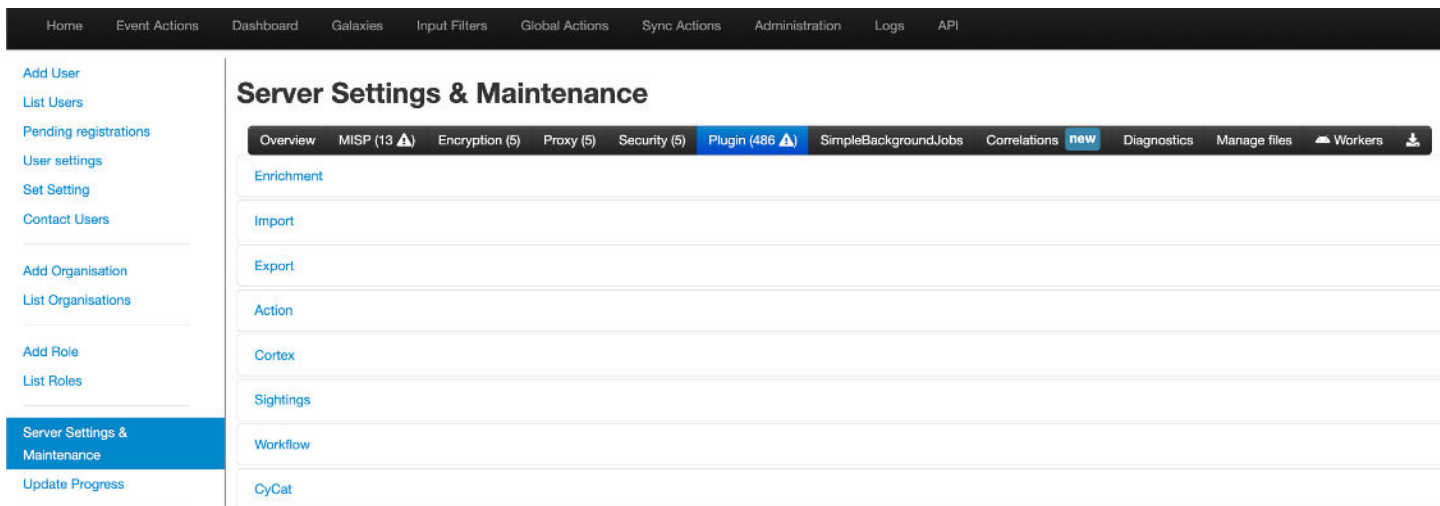 Home Event Actions Dashboard Galaxies Input Filters Global Actions Sync Actions Administration Logs API
Add User
List Users
Pending registrations
User settings
Set Setting
Contact Users
Add Organisation
List Organisations
Add Role
List Roles
Server Settings &
Maintenance
Update Progress
Server Settings & Maintenance
Overview MISP (13 ) Encryption (5) Proxy (5) Security (5) Plugin (486 ) SimpleBackgroundJobs Correlations new Diagnostics Manage files Workers
Enrichment
Import
Export
Action
Cortex
Sightings
Workflow
CyCat